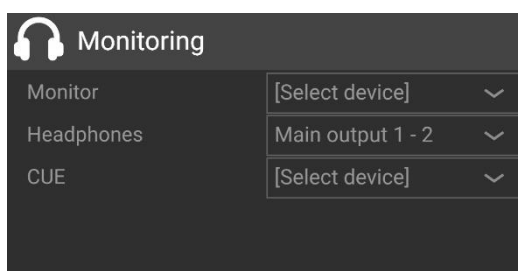 Monitoring
Monitor [Select device]
Headphones Main output 1 - 2
CUE [Select device]